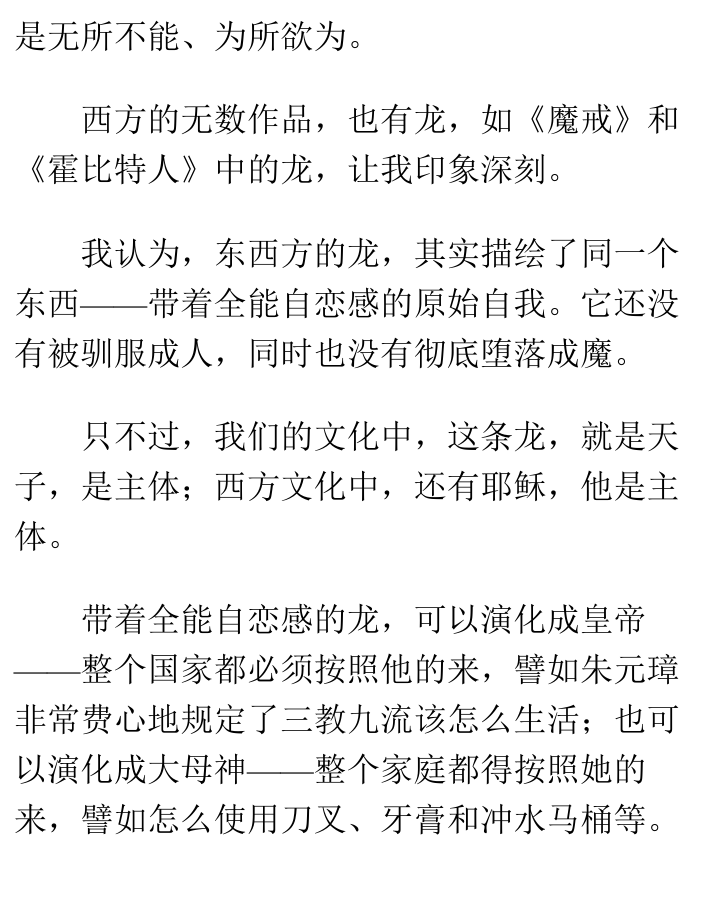 是无所不能、为所欲为。
西方的无数作品，也有龙，如《魔戒》和
《霍比特人》中的龙，让我印象深刻。
我认为，东西方的龙，其实描绘了同一个
东西——带着全能自恋感的原始自我。它还没
有被驯服成人，同时也没有彻底堕落成魔。
只不过，我们的文化中，这条龙，就是天
子，是主体；西方文化中，还有耶稣，他是主
体。
带着全能自恋感的龙，可以演化成皇帝
——整个国家都必须按照他的来，譬如朱元璋
非常费心地规定了三教九流该怎么生活；也可
以演化成大母神——整个家庭都得按照她的
来，譬如怎么使用刀叉、牙膏和冲水马桶等。